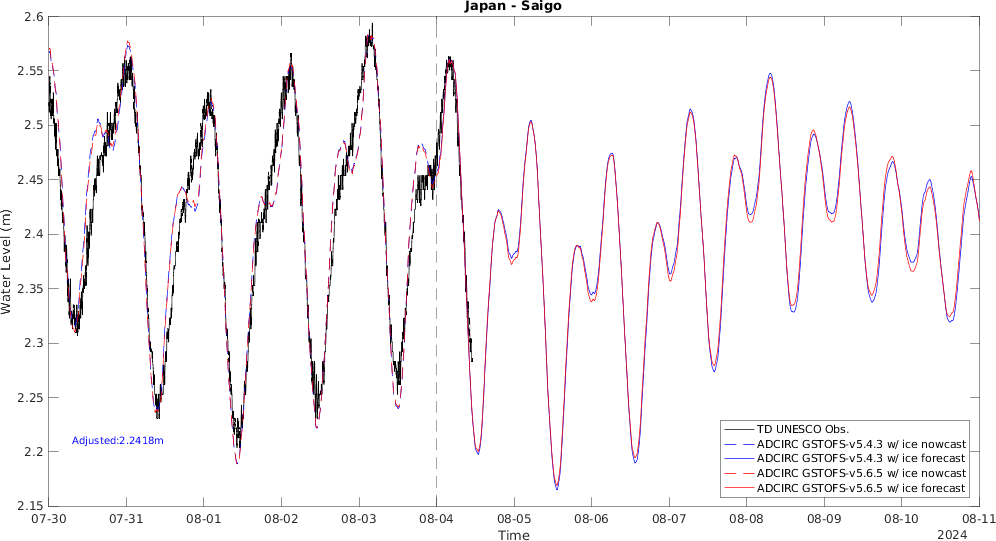 Japan - Saigo
Water Level (m)
2.6
2.55
2.5
2.45
2.4
2.35
2.3
2.25
2.2
2.15
Adjusted:2.2418m
TD UNESCO Obs.
ADCIRC GSTOFS-v5.4.3 w/ ice nowcast
ADCIRC GSTOFS-v5.4.3 w/ ice forecast
ADCIRC GSTOFS-v5.6.5 w/ ice nowcast
ADCIRC GSTOFS-v5.6.5 w/ ice forecast
07-30 07-31 08-01 08-02 08-03 08-04 08-05 08-06 08-07 08-08 08-09 08-10 08-11
Time
2024